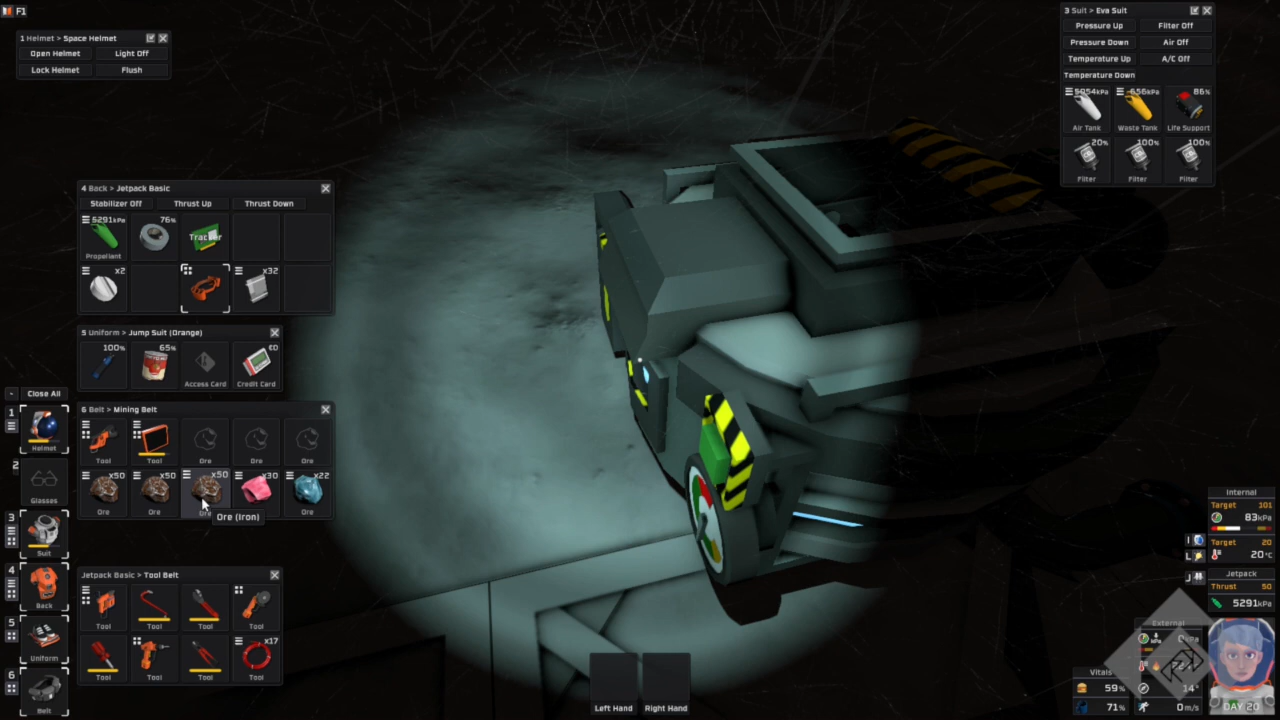 F1
1 Helmet > Space Helmet
Open Helmet Light Off
Lock Helmet Flush
3 Suit > Eva Suit
Pressure Up Filter Off
Pressure Down Air Off
Temperature Up A/C Off
Temperature Down
86%
Air Tank Waste Tank Life Support
20% 100% 100%
Filter Filter Filter
4 Back > Jetpack Basic
Stabilizer Off Thrust Up Thrust Down
5291kPa 76%
Tracker
Propellant
x2 x32
5 Uniform > Jump Suit (Orange)
100% 65%
Access Card Credit Card
- Close All
6 Belt > Mining Belt
1
Helmet
Tool Tool Ore Ore Ore
2
Glasses
x50 x50 x50 x30 x22
Ore Ore Ore Ore
Ore (Iron)
3
Suit
4
Back
5
Uniform
6
Belt
Jetpack Basic > Tool Belt
Tool Tool Tool Tool
x17
Tool Tool Tool Tool
Left Hand Right Hand
Internal
Target 101
83kPa
Target 20
20°C
I
L
J
Jetpack
Thrust 50
5291kPa
External
Vitals
59% 14°
71% 0m/s
DAY 20